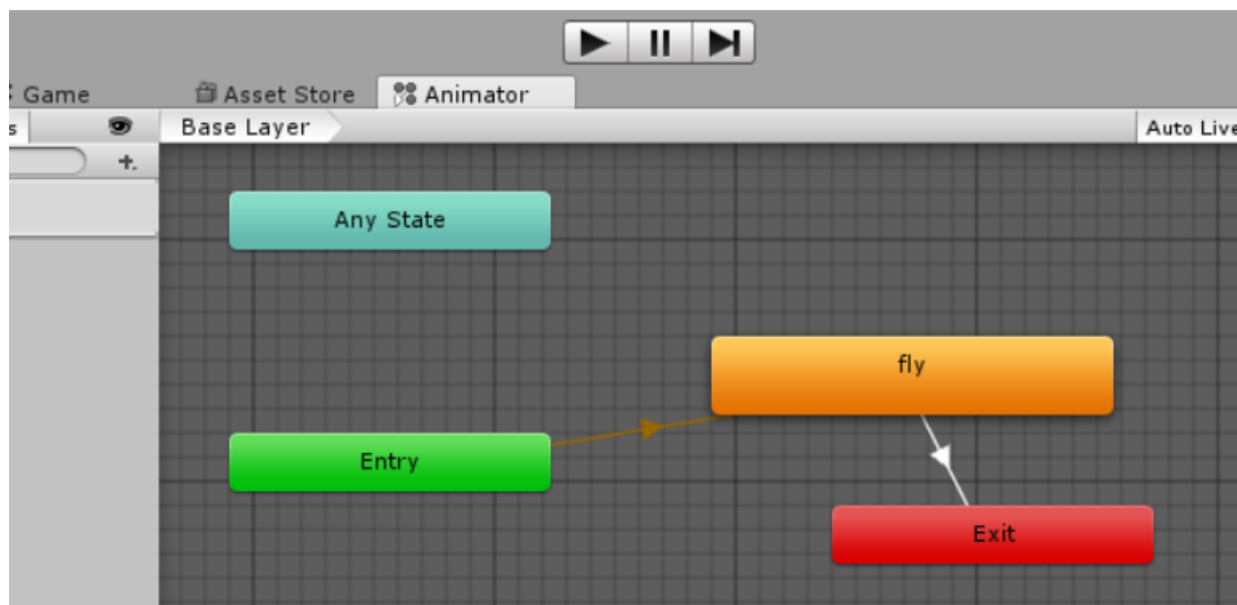 Game
Asset Store
Animator
s
Base Layer
Auto Live
Any State
fly
Entry
Exit